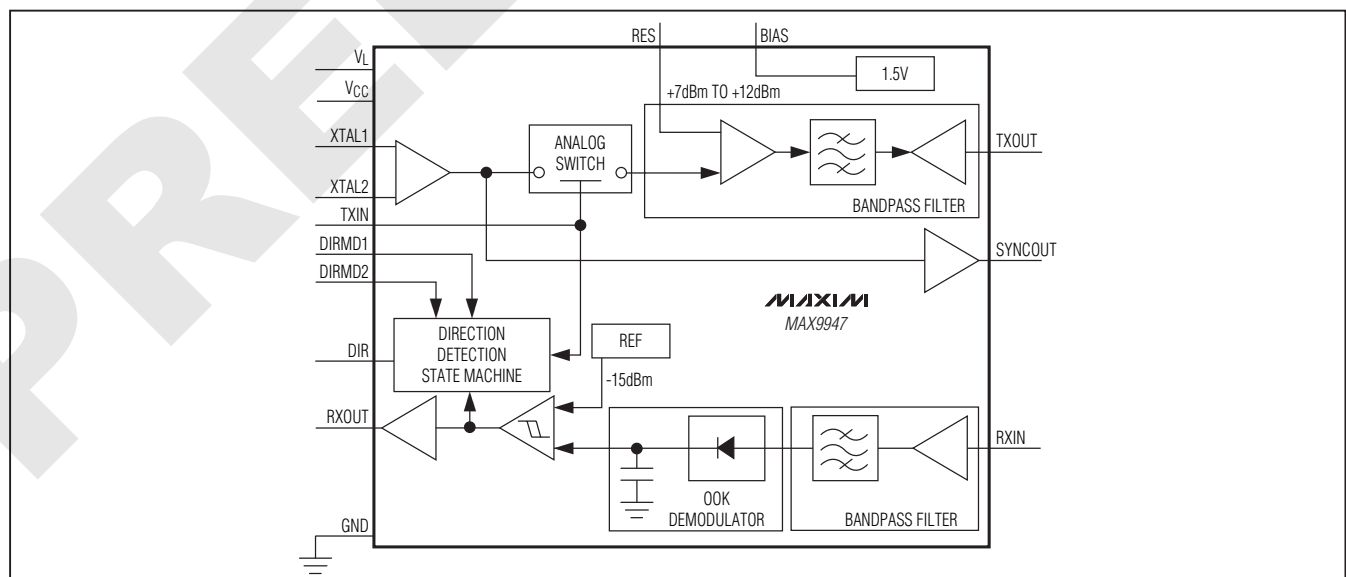 PRE
RES
BIAS
VL
VCC
1.5V
+7dBm TO +12dBm
XTAL1
ANALOG
SWITCH
TXOUT
XTAL2
BANDPASS FILTER
TXIN
DIRMD1
SYNCOUT
DIRMD2
MAXIM
MAX9947
DIRECTION
DETECTION
STATE MACHINE
REF
DIR
-15dBm
RXOUT
RXIN
OOK
DEMODULATOR
BANDPASS FILTER
GND